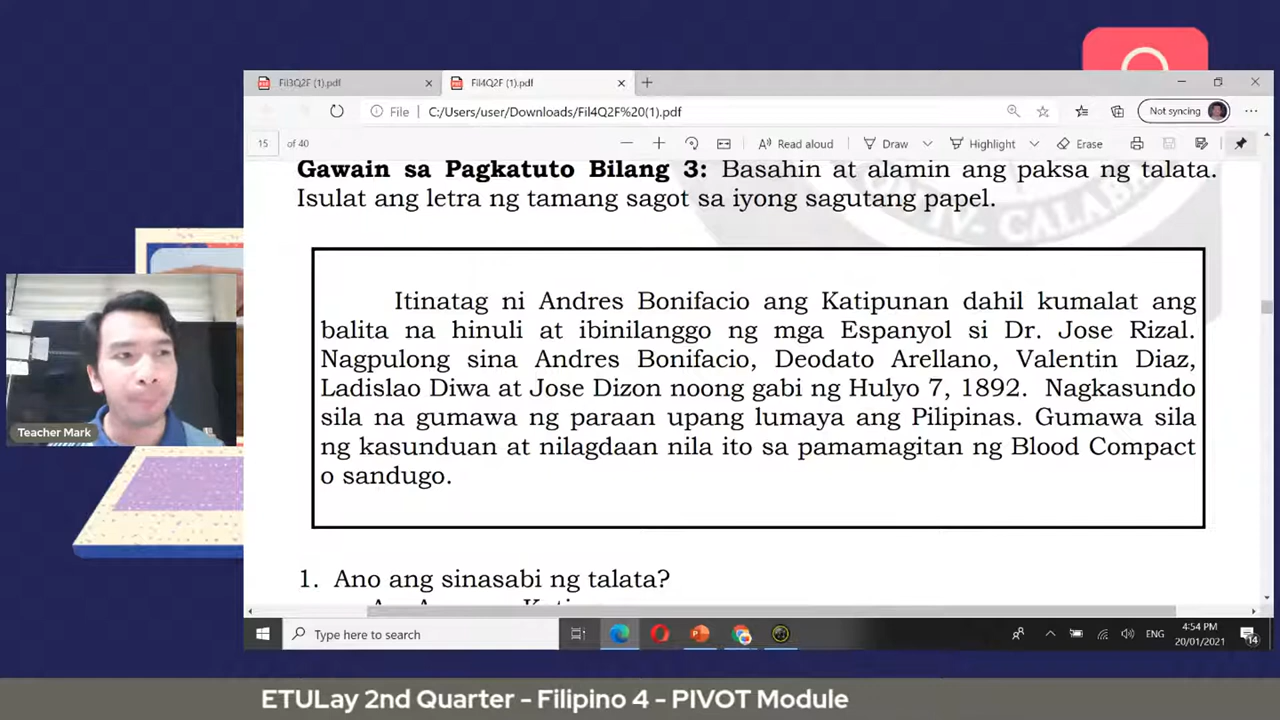 Fil3Q2F (1).pdf
Fil4Q2F (1).pdf
File
C:/Users/user/Downloads/Fil4Q2F%20(1).pdf
Not syncing
15 of 40
Read aloud
Draw
Highlight
Erase
IV- CALABA
Gawain sa Pagkatuto Bilang 3: Basahin at alamin ang paksa ng talata.
Isulat ang letra ng tamang sagot sa iyong sagutang papel.
Itinatag ni Andres Bonifacio ang Katipunan dahil kumalat ang
balita na hinuli at ibinilanggo ng mga Espanyol si Dr. Jose Rizal.
Nagpulong sina Andres Bonifacio, Deodato Arellano, Valentin Diaz,
Ladislao Diwa at Jose Dizon noong gabi ng Hulyo 7, 1892. Nagkasundo
sila na gumawa ng paraan upang lumaya ang Pilipinas. Gumawa sila
ng kasunduan at nilagdaan nila ito sa pamamagitan ng Blood Compact
o sandugo.
1. Ano ang sinasabi ng talata?
Teacher Mark
Type here to search
ENG
4:54 PM
20/01/2021
14
ETULay 2nd Quarter - Filipino 4 - PIVOT Module